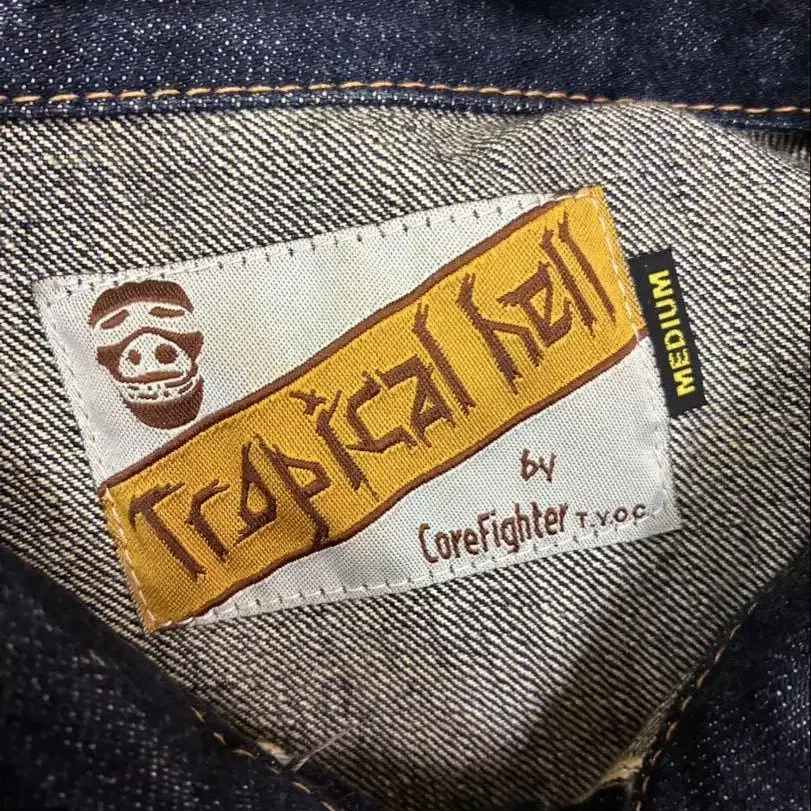 Tropical hell
by
CoreFighter T.Y.O.C.
MEDIUM